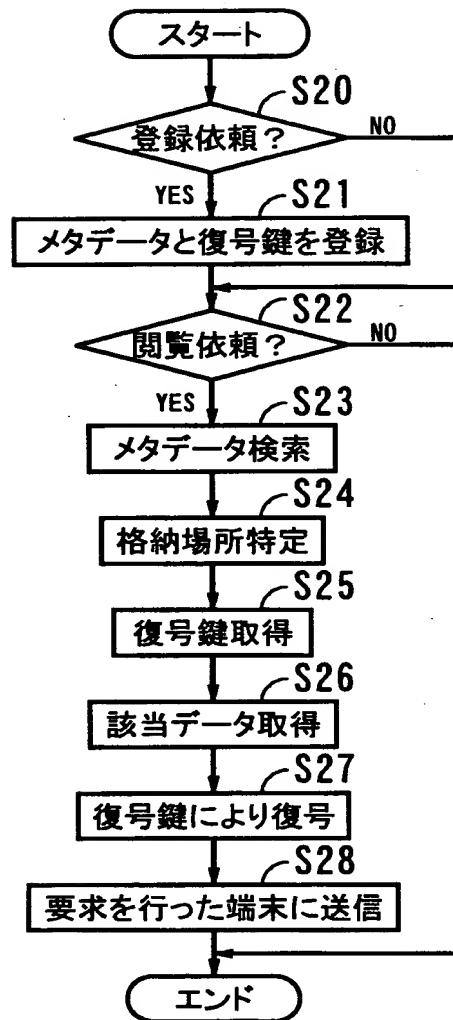 スタート
S20
登録依頼？
NO
YES
S21
メタデータと復号鍵を登録
S22
閲覧依頼？
NO
YES
S23
メタデータ検索
S24
格納場所特定
S25
復号鍵取得
S26
該当データ取得
S27
復号鍵により復号
S28
要求を行った端末に送信
エンド